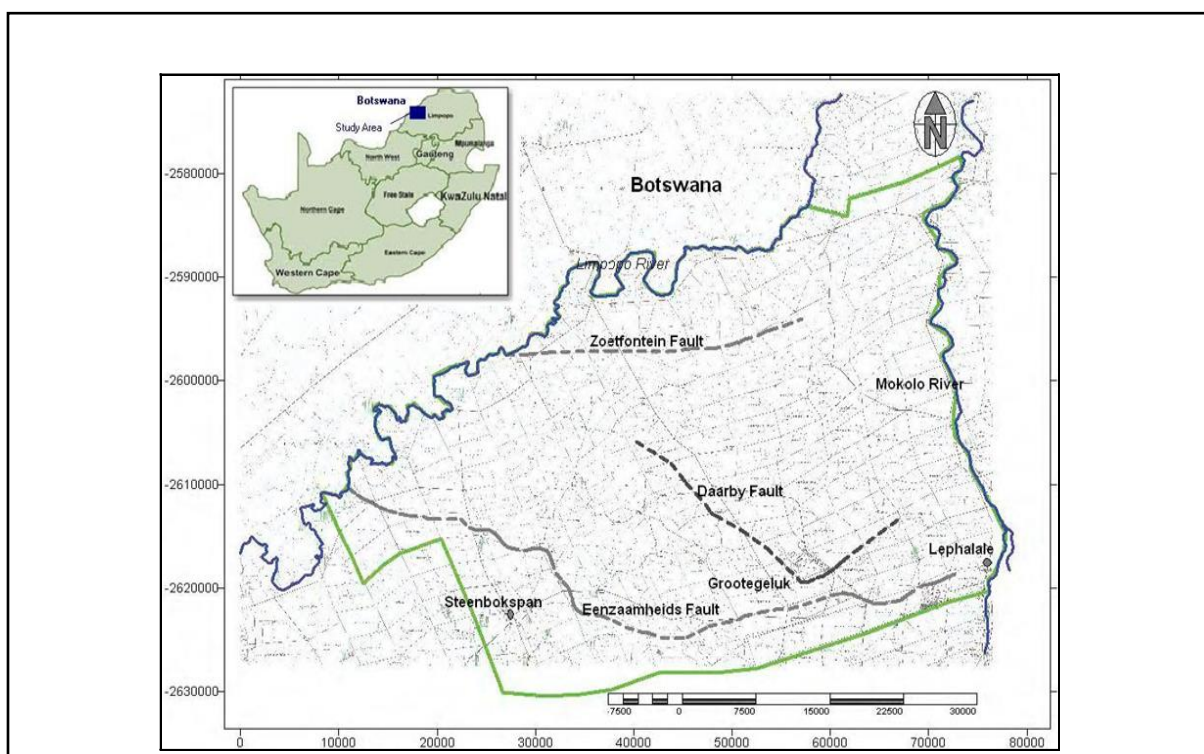 Botswana
Study Area
Limpopo
North West
Gauteng
Mpumalanga
Free State
KwaZulu Natal
Northern Cape
Eastern Cape
Western Cape
N
Botswana
Limpopo River
Zoetfontein Fault
Mokolo River
Daarby Fault
Lephalale
Grootegeluk
Steenbokspan
Eenzaamheids Fault
-2580000
-2590000
-2600000
-2610000
-2620000
-2630000
-7500 0 7500 15000 22500 30000
0 10000 20000 30000 40000 50000 60000 70000 80000